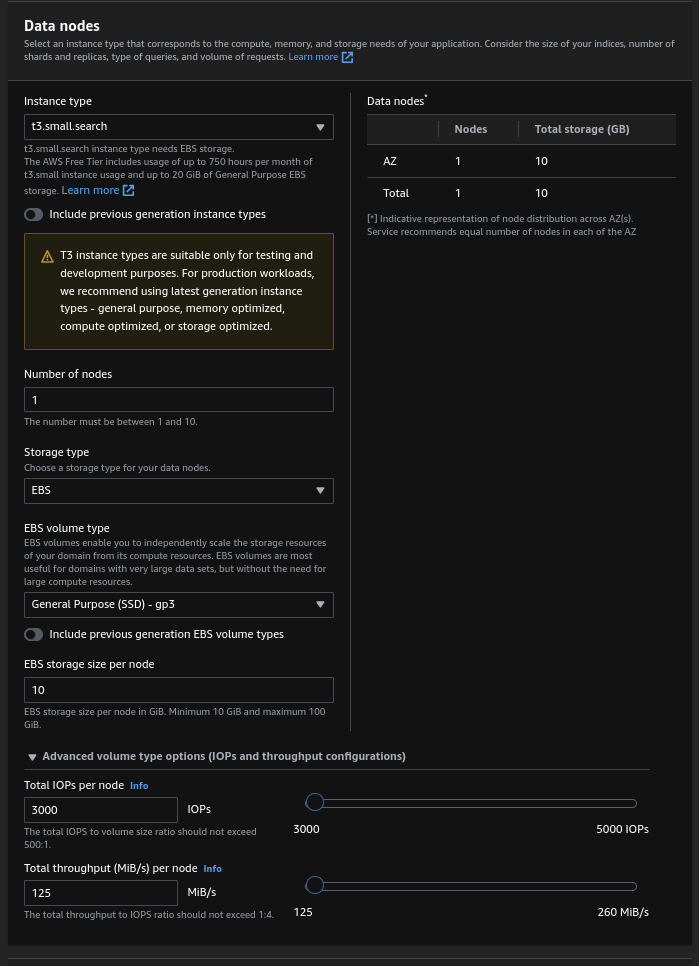 Data nodes
Select an instance type that corresponds to the compute, memory, and storage needs of your application. Consider the size of your indices, number of
shards and replicas, type of queries, and volume of requests. Learn more
Instance type
t3.small.search
t3.small.search instance type needs EBS storage.
The AWS Free Tier includes usage of up to 750 hours per month of
t3.small instance usage and up to 20 GiB of General Purpose EBS
storage. Learn more
Include previous generation instance types
T3 instance types are suitable only for testing and
development purposes. For production workloads,
we recommend using latest generation instance
types - general purpose, memory optimized,
compute optimized, or storage optimized.
Number of nodes
1
The number must be between 1 and 10.
Storage type
Choose a storage type for your data nodes.
EBS
EBS volume type
EBS volumes enable you to independently scale the storage resources
of your domain from its compute resources. EBS volumes are most
useful for domains with very large data sets, but without the need for
large compute resources.
General Purpose (SSD) - gp3
Include previous generation EBS volume types
EBS storage size per node
10
EBS storage size per node in GiB. Minimum 10 GiB and maximum 100
GiB.
Data nodes*
Nodes Total storage (GB)
AZ 1 10
Total 1 10
[*] Indicative representation of node distribution across AZ(s).
Service recommends equal number of nodes in each of the AZ
Advanced volume type options (IOPs and throughput configurations)
Total IOPs per node Info
3000 IOPs
The total IOPS to volume size ratio should not exceed
500:1.
3000 5000 IOPs
Total throughput (MiB/s) per node Info
125 MiB/s
The total throughput to IOPS ratio should not exceed 1:4.
125 260 MiB/s